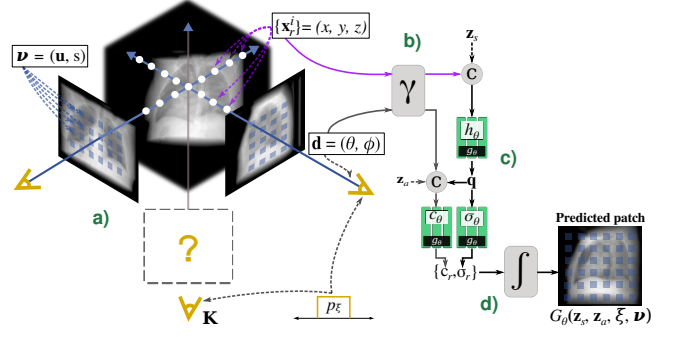 𝛎 = (u, s)
{x_r^i}= (x, y, z)
b)
z_s
c
γ
h_θ
g_θ
d = (θ, ϕ)
c)
z_a
c
q
a)
c_θ
σ_θ
g_θ
g_θ
Predicted patch
?
{c_r,σ_r}
∫
K
p_ξ
d)
G_θ(z_s, z_a, ξ, 𝛎)